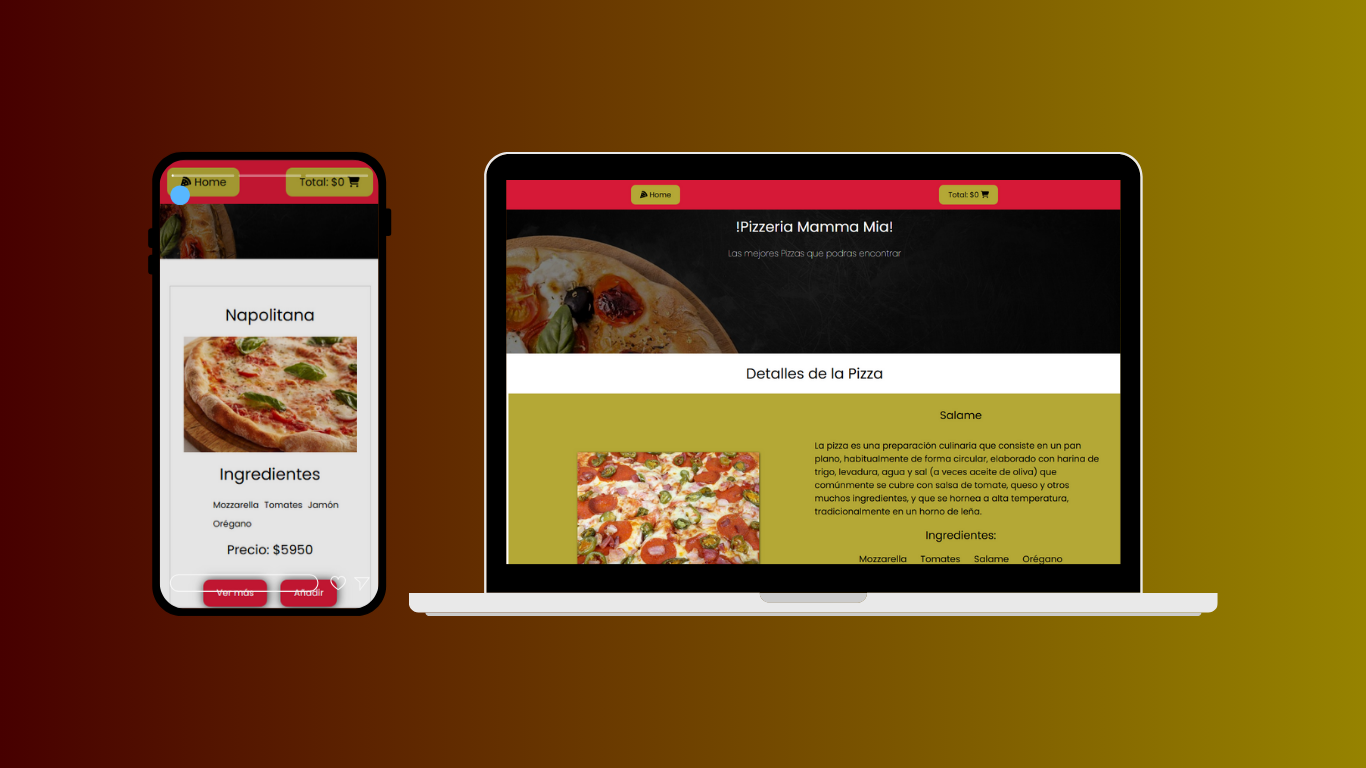 Home
Total: $0
Napolitana
Ingredientes
Mozzarella Tomates Jamón
Orégano
Precio: $5950
Ver más
Añadir
Home
Total: $0
!Pizzeria Mamma Mia!
Las mejores Pizzas que podras encontrar
Detalles de la Pizza
Salame
La pizza es una preparación culinaria que consiste en un pan
plano, habitualmente de forma circular, elaborado con harina de
trigo, levadura, agua y sal (a veces aceite de oliva) que
comúnmente se cubre con salsa de tomate, queso y otros
muchos ingredientes, y que se hornea a alta temperatura,
tradicionalmente en un horno de leña.
Ingredientes:
Mozzarella Tomates Salame Orégano